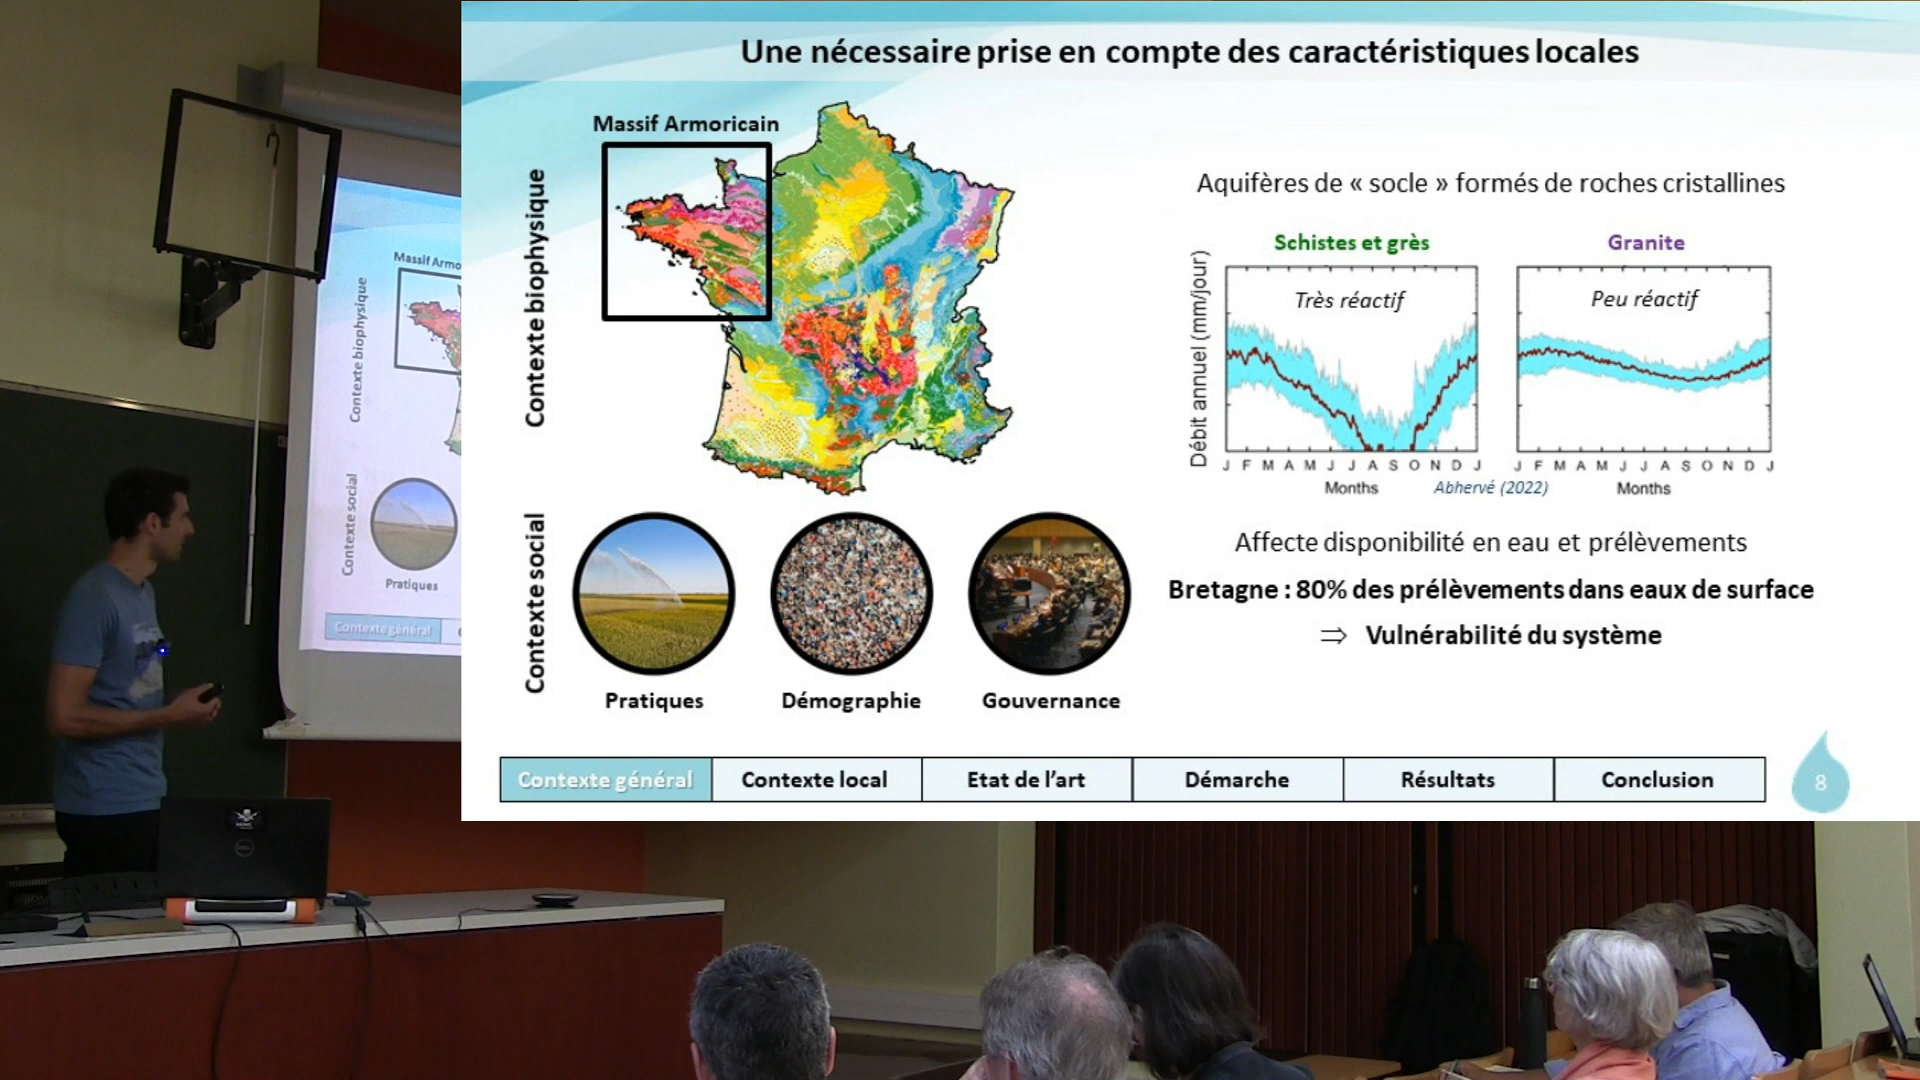 Une nécessaire prise en compte des caractéristiques locales
Massif Armoricain
Contexte biophysique
Aquifères de « socle » formés de roches cristallines
Schistes et grès
Granite
Débit annuel (mm/jour)
Très réactif
Peu réactif
J F M A M J J A S O N D J
J F M A M J J A S O N D J
Months
Abhervé (2022)
Months
Affecte disponibilité en eau et prélèvements
Bretagne : 80% des prélèvements dans eaux de surface
⇒ Vulnérabilité du système
Contexte social
Pratiques
Démographie
Gouvernance
Contexte général
Contexte local
Etat de l’art
Démarche
Résultats
Conclusion
8
Massif Armo
Contexte biophysique
Contexte social
Pratiques
Contexte général
DELL